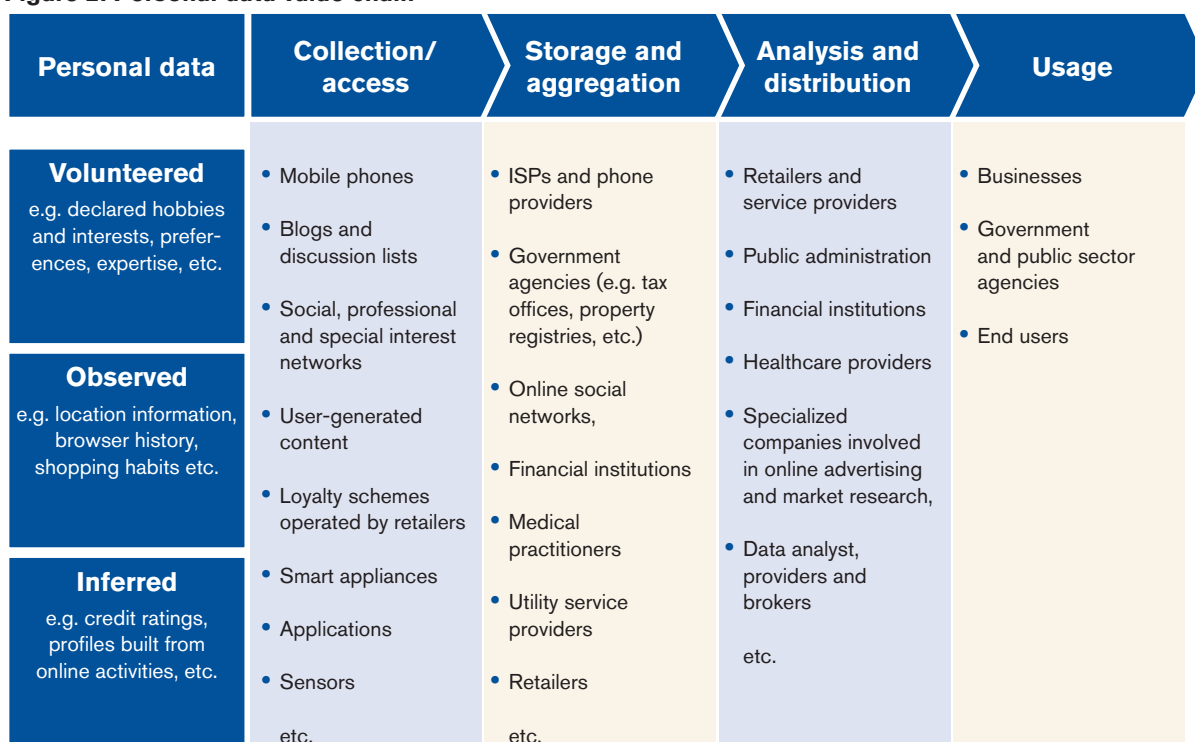 Personal data
Collection/
access
Storage and
aggregation
Analysis and
distribution
Usage
Volunteered
e.g. declared hobbies
and interests, prefer-
ences, expertise, etc.
Observed
e.g. location information,
browser history,
shopping habits etc.
Inferred
e.g. credit ratings,
profiles built from
online activities, etc.
• Mobile phones
• Blogs and
discussion lists
• Social, professional
and special interest
networks
• User-generated
content
• Loyalty schemes
operated by retailers
• Smart appliances
• Applications
• Sensors
etc.
• ISPs and phone
providers
• Government
agencies (e.g. tax
offices, property
registries, etc.)
• Online social
networks,
• Financial institutions
• Medical
practitioners
• Utility service
providers
• Retailers
etc.
• Retailers and
service providers
• Public administration
• Financial institutions
• Healthcare providers
• Specialized
companies involved
in online advertising
and market research,
• Data analyst,
providers and
brokers
etc.
• Businesses
• Government
and public sector
agencies
• End users